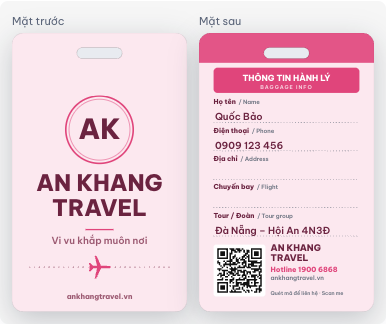 Mặt trước
AK
AN KHANG
TRAVEL
Vi vu khắp muôn nơi
ankhangtravel.vn
Mặt sau
THÔNG TIN HÀNH LÝ
BAGGAGE INFO
Họ tên / Name
Quốc Bảo
Điện thoại / Phone
0909 123 456
Địa chỉ / Address
Chuyến bay / Flight
Tour / Đoàn / Tour group
Đà Nẵng – Hội An 4N3Đ
AN KHANG
TRAVEL
Hotline 1900 6868
ankhangtravel.vn
Quét mã để liên hệ · Scan me